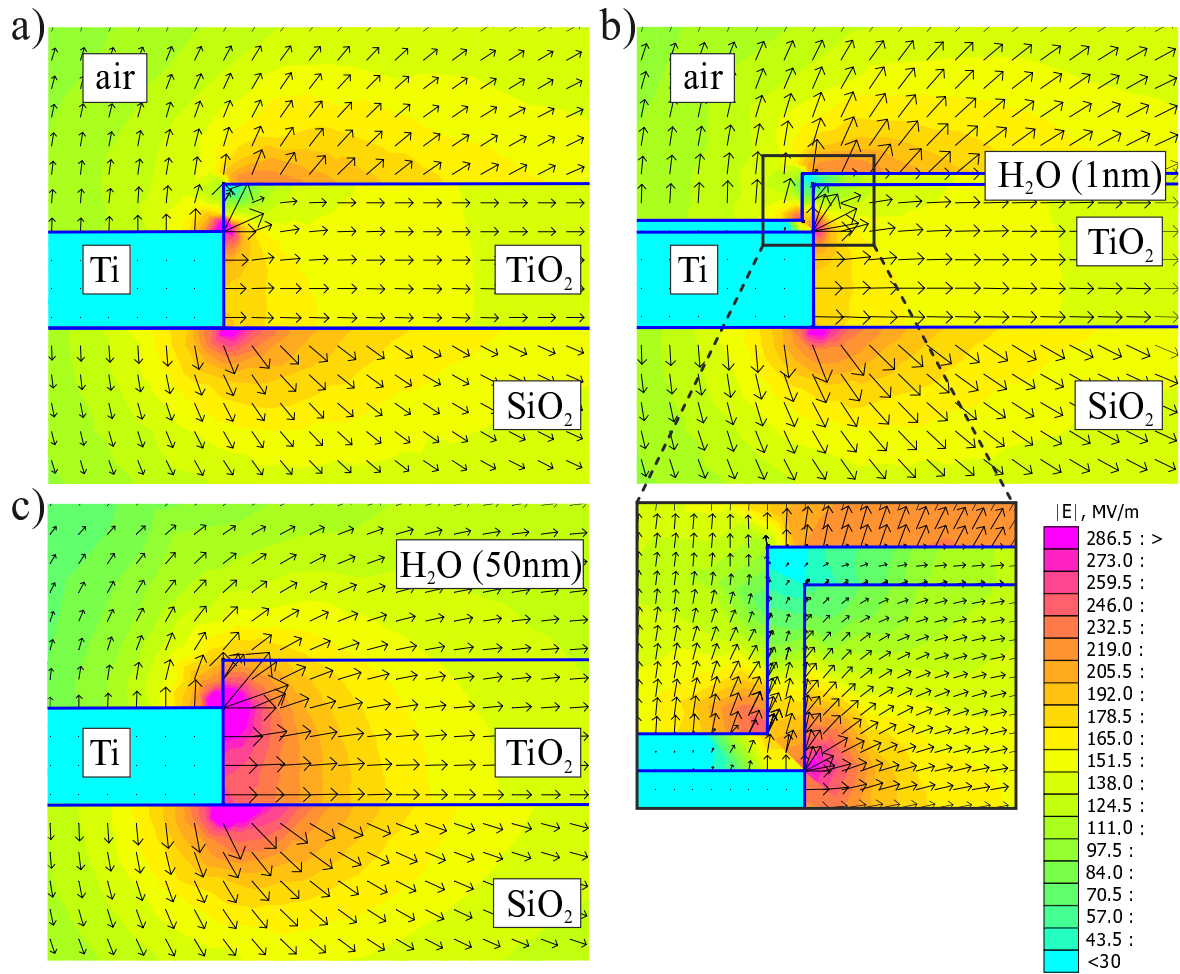 a)
air
Ti
TiO₂
SiO₂
b)
air
H₂O (1nm)
Ti
TiO₂
SiO₂
c)
H₂O (50nm)
Ti
TiO₂
SiO₂
|E| , MV/m
286.5 : >
273.0 :
259.5 :
246.0 :
232.5 :
219.0 :
205.5 :
192.0 :
178.5 :
165.0 :
151.5 :
138.0 :
124.5 :
111.0 :
97.5 :
84.0 :
70.5 :
57.0 :
43.5 :
<30